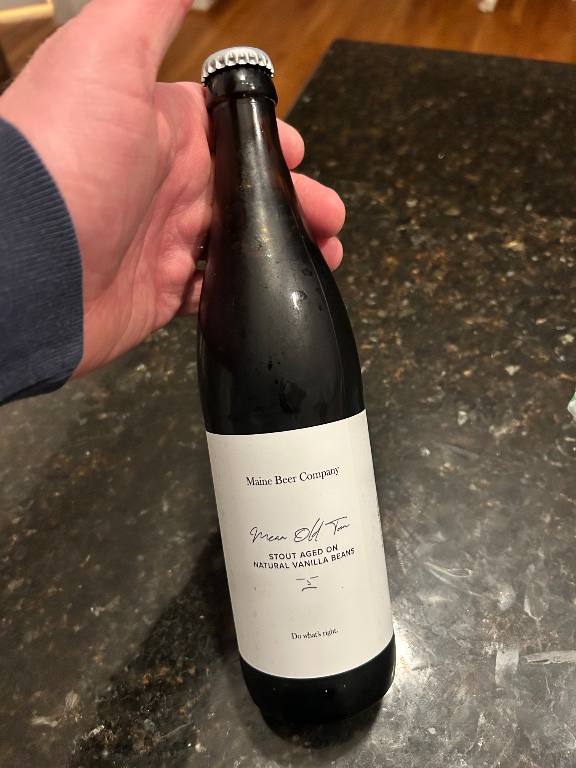 Maine Beer Company
Mean Old Tom
STOUT AGED ON
NATURAL VANILLA BEANS
Do what's right.